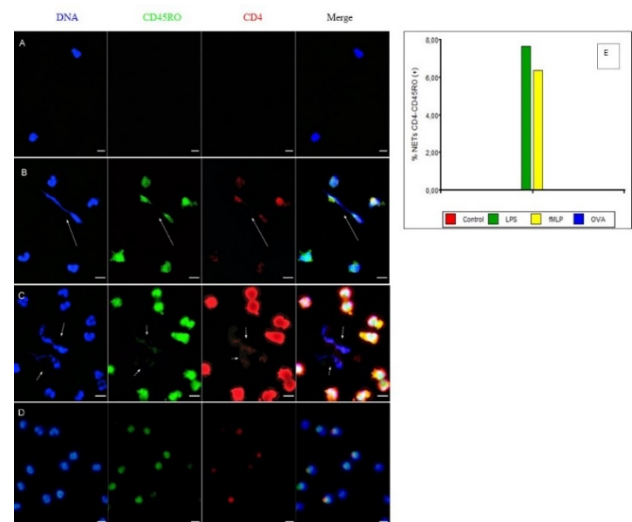 DNA CD45RO CD4 Merge
A
B
C
D
E
% NETs CD4-CD45RO (+)
8,00
6,00
4,00
2,00
0,00
Control LPS fMLP OVA